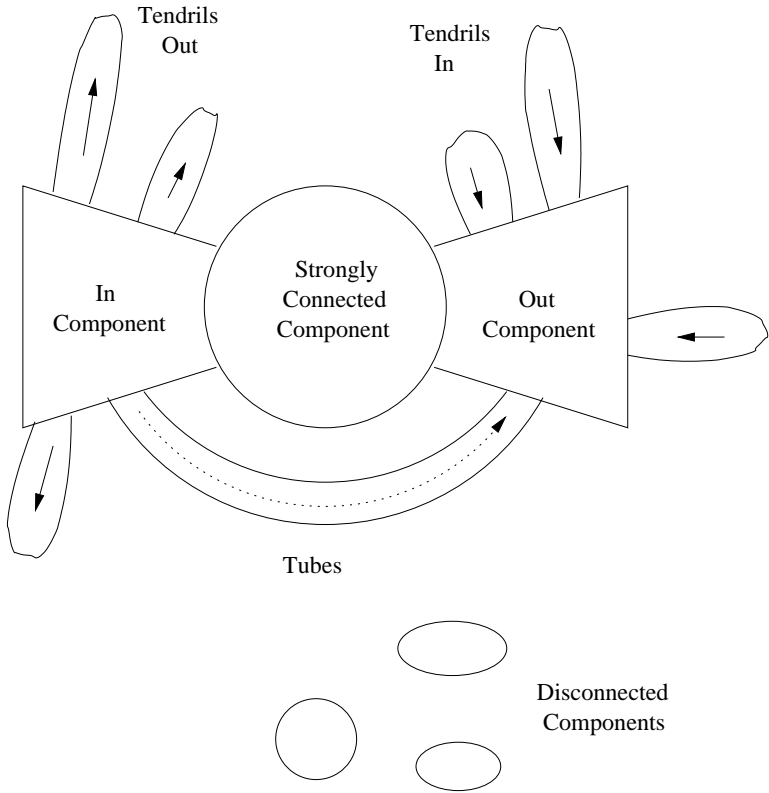 Tendrils
Out
Tendrils
In
In
Component
Strongly
Connected
Component
Out
Component
Tubes
Disconnected
Components